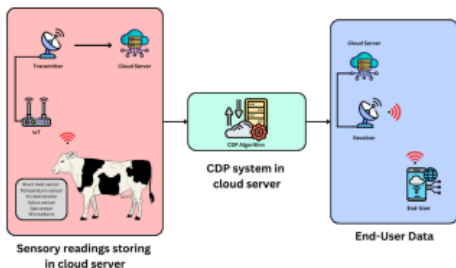 Transmitter
Cloud Server
IoT
Heart beat sensor
Temperature sensor
Accelerometer
Saliva sensor
Gas sensor
Microphone
Sensory readings storing
in cloud server
CDP Algorithm
CDP system in
cloud server
Cloud Server
Receiver
End-User
End-User Data